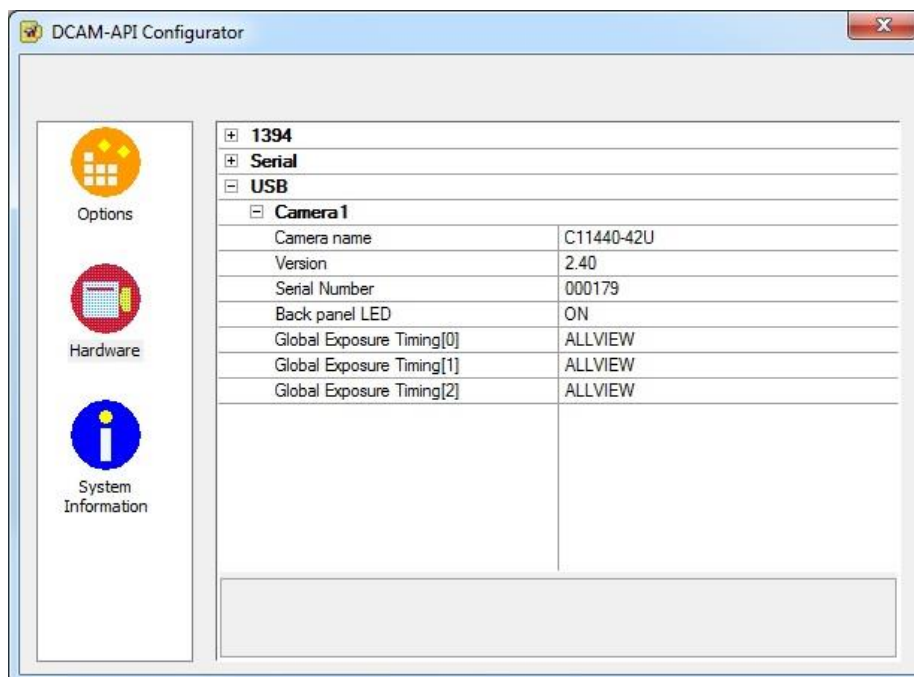 DCAM-API Configurator
Options
Hardware
System
Information
1394
Serial
USB
Camera1
Camera name C11440-42U
Version 2.40
Serial Number 000179
Back panel LED ON
Global Exposure Timing[0] ALLVIEW
Global Exposure Timing[1] ALLVIEW
Global Exposure Timing[2] ALLVIEW